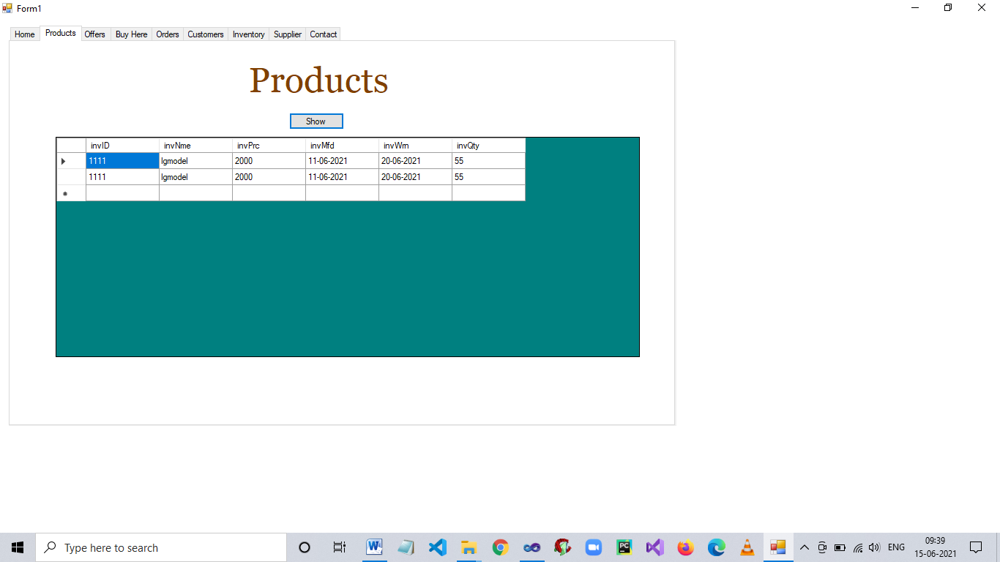 Form1
Home Products Offers Buy Here Orders Customers Inventory Supplier Contact
Products
Show
invID invNme invPrc invMfd invWrn invQty
1111 lgmodel 2000 11-06-2021 20-06-2021 55
1111 lgmodel 2000 11-06-2021 20-06-2021 55
Type here to search
ENG
09:39
15-06-2021